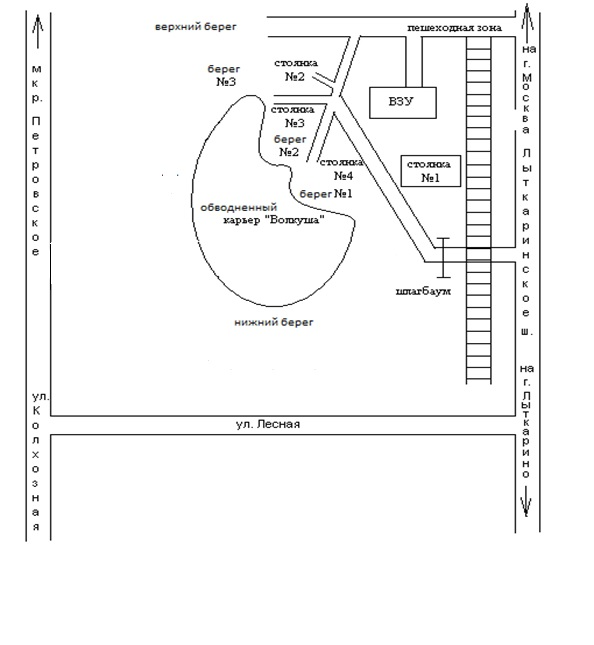 верхний берег
пешеходная зона
стоянка
№2
берег
№3
ВЗУ
стоянка
№3
берег
№2
стоянка
№4
стоянка
№1
берег №1
обводненный
карьер "Волкуша"
шлагбаум
нижний берег
ул. Лесная
мкр. Петровское
ул. Колхозная
на г. Москва
Лыткаринское ш.
на г. Лыткарино